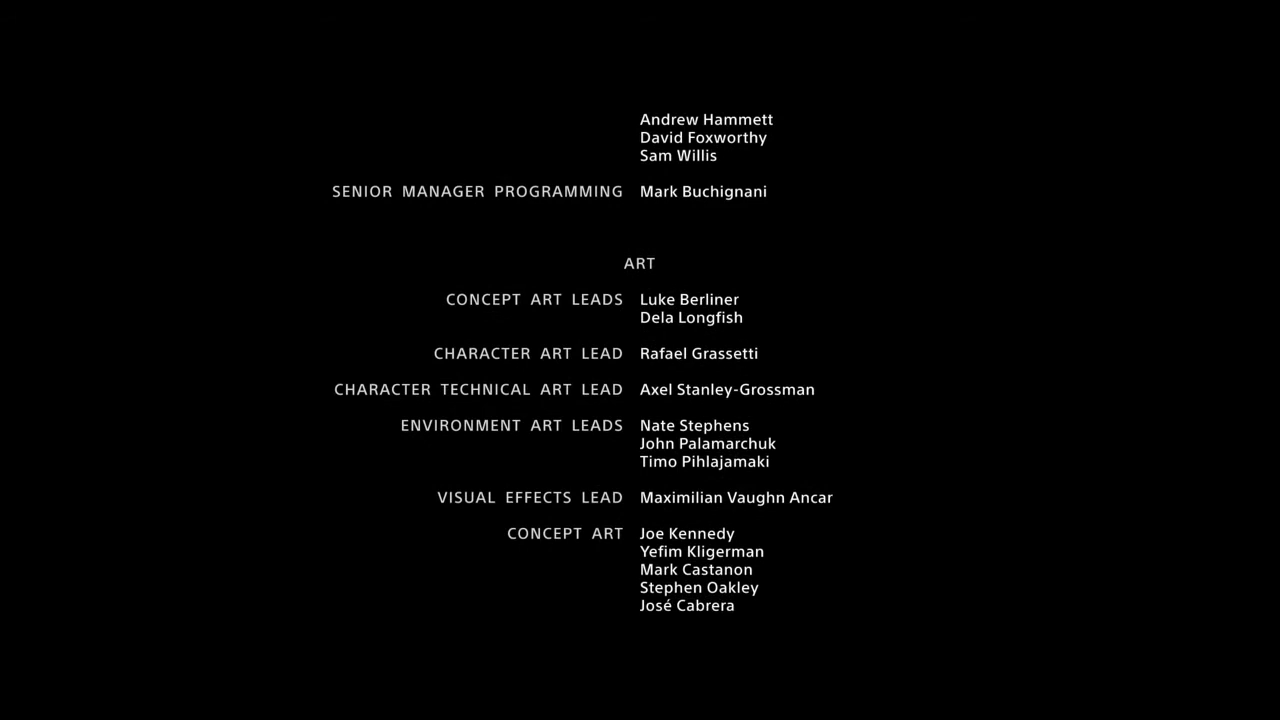 Andrew Hammett
David Foxworthy
Sam Willis
SENIOR MANAGER PROGRAMMING Mark Buchignani
ART
CONCEPT ART LEADS Luke Berliner
Dela Longfish
CHARACTER ART LEAD Rafael Grassetti
CHARACTER TECHNICAL ART LEAD Axel Stanley-Grossman
ENVIRONMENT ART LEADS Nate Stephens
John Palamarchuk
Timo Pihlajamaki
VISUAL EFFECTS LEAD Maximilian Vaughn Ancar
CONCEPT ART Joe Kennedy
Yefim Kligerman
Mark Castanon
Stephen Oakley
José Cabrera